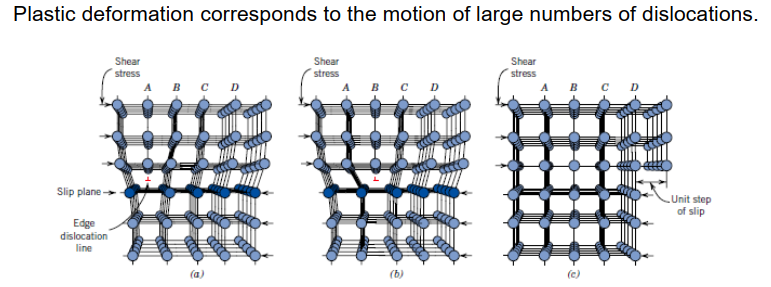 Plastic deformation corresponds to the motion of large numbers of dislocations.
Shear
stress
A B C D
Slip plane
Edge
dislocation
line
(a)
Shear
stress
A B C D
(b)
Shear
stress
A B C D
Unit step
of slip
(c)